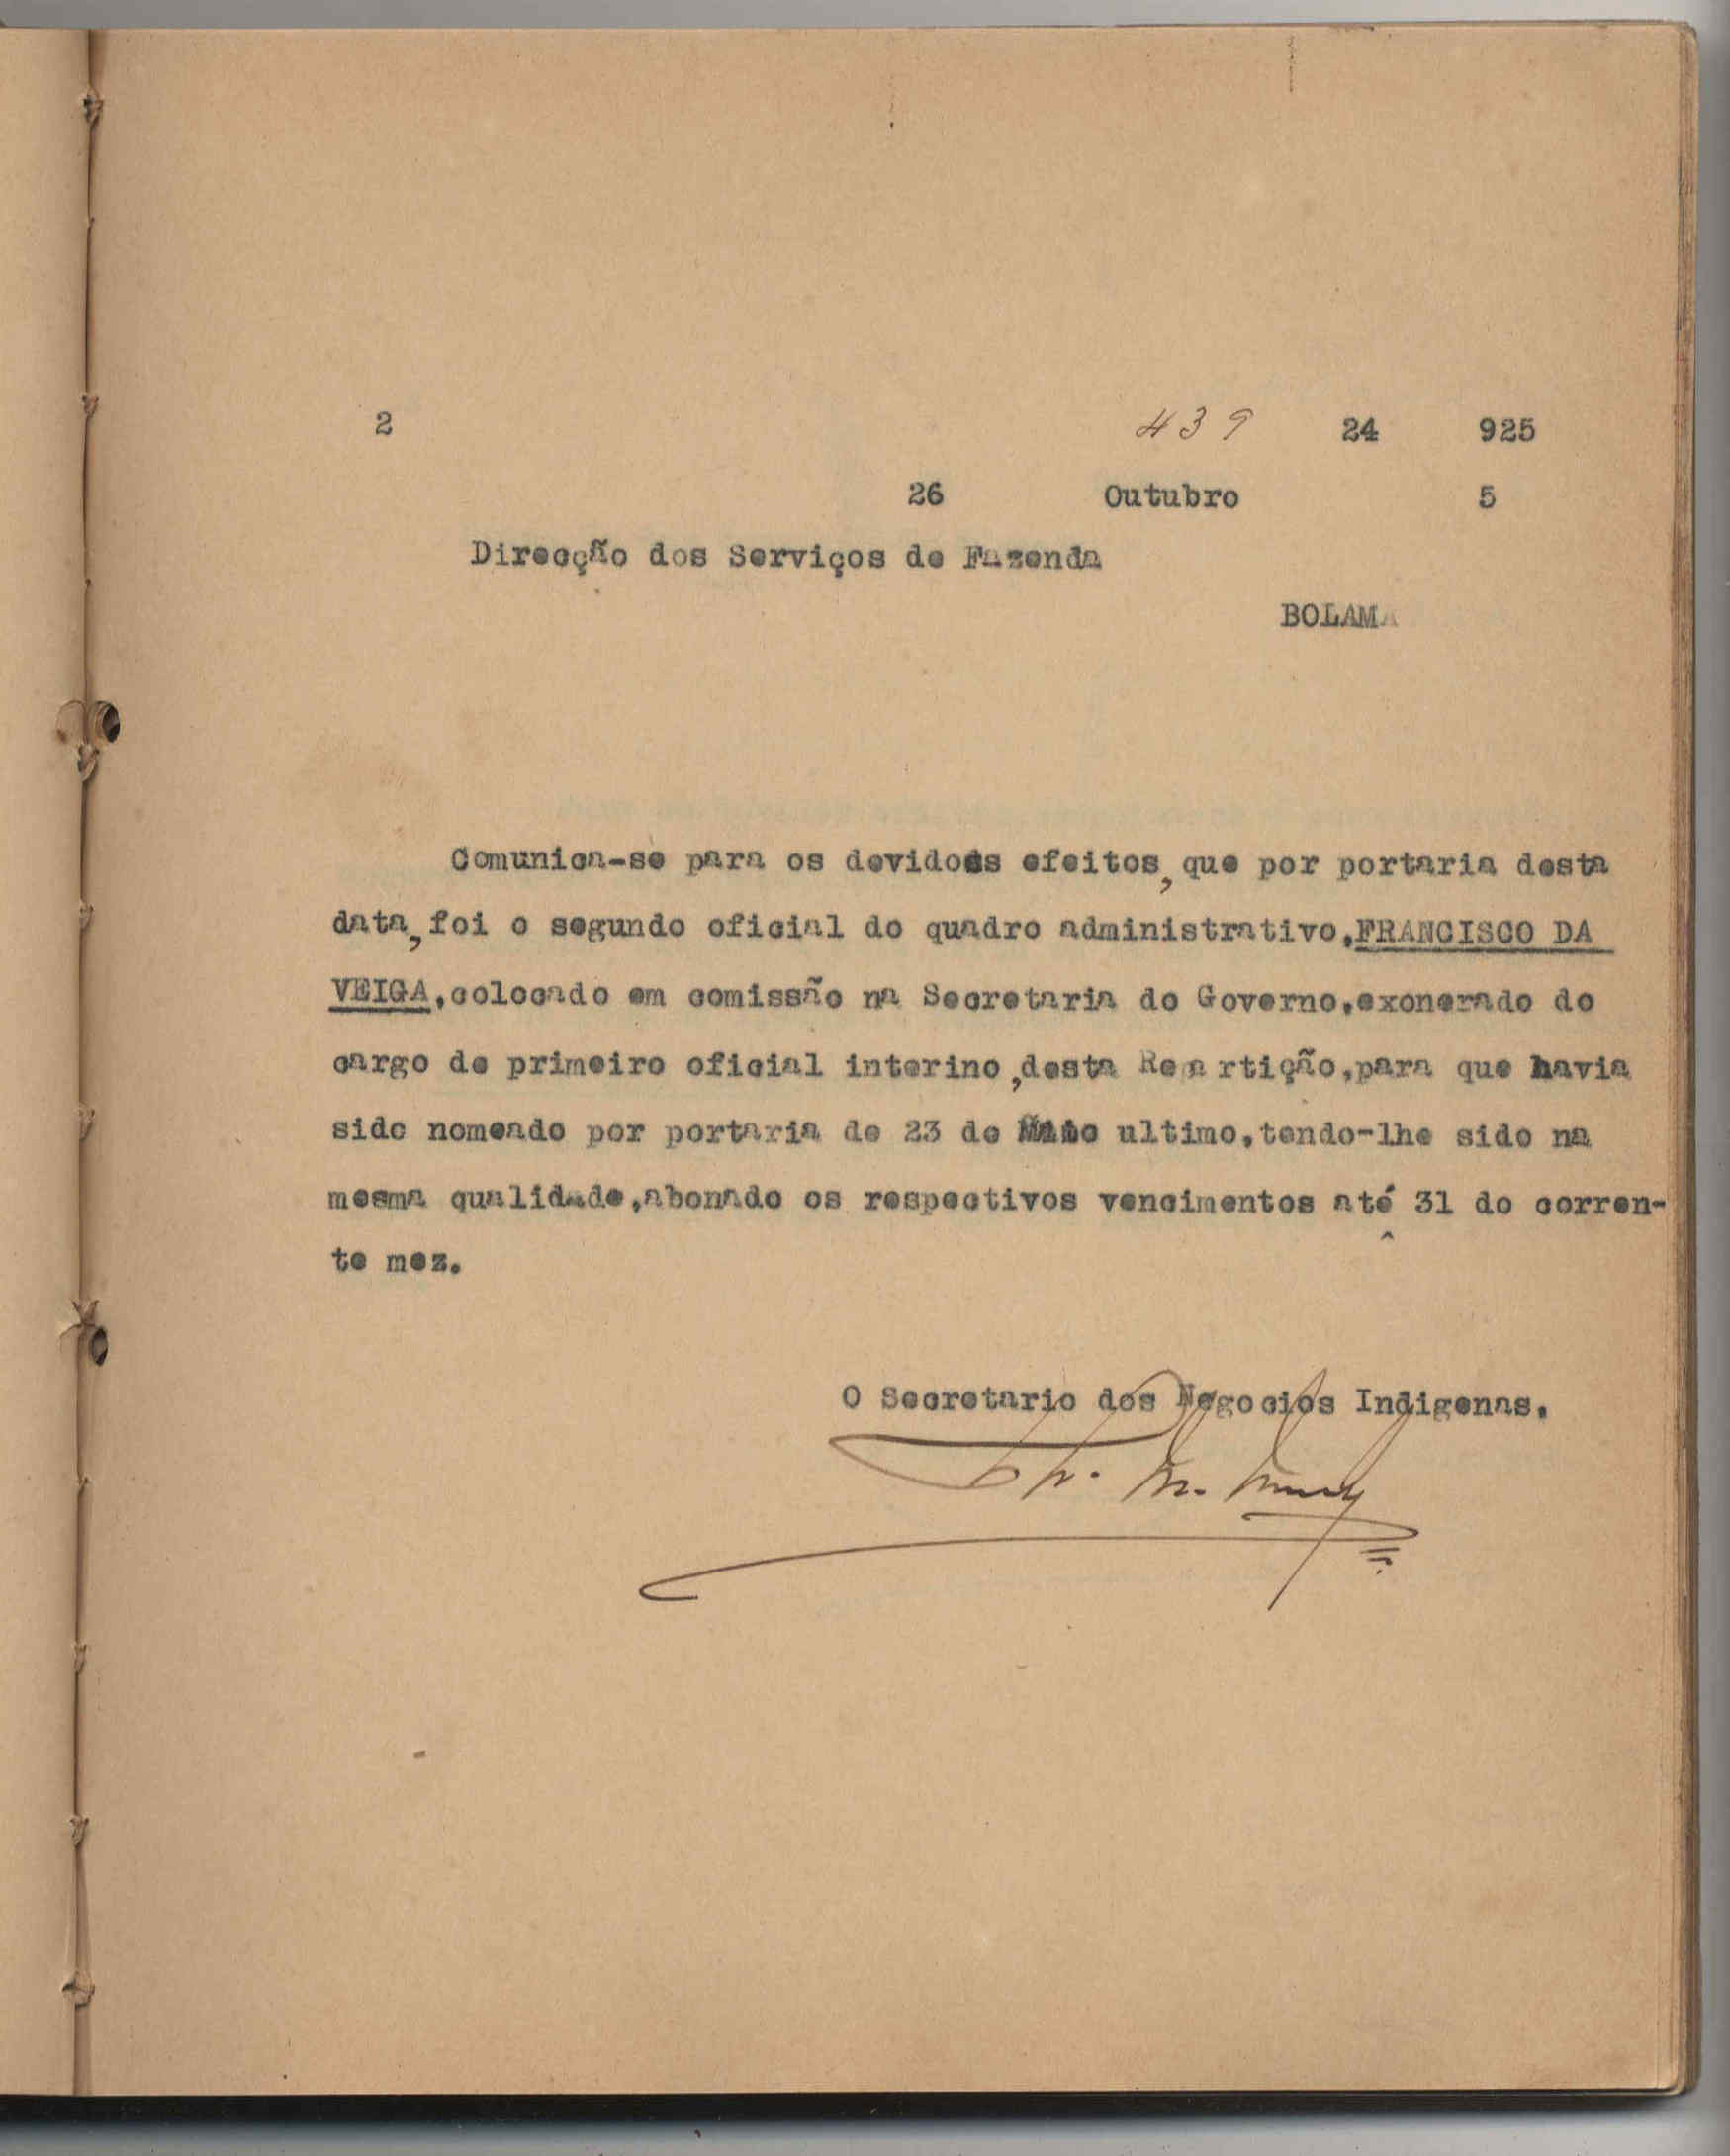 2 439 24 925
26 Outubro 5
Direcção dos Serviços de Fazenda
BOLAMA
Comunica-se para os devidos efeitos, que por portaria desta
data, foi o segundo oficial do quadro administrativo, FRANCISCO DA
VEIGA, colocado em comissão na Secretaria do Governo, exonerado do
cargo de primeiro oficial interino, desta Repartição, para que havia
sido nomeado por portaria de 23 de Maio ultimo, tendo-lhe sido na
mesma qualidade, abonado os respectivos vencimentos até 31 do corren-
te mez.
O Secretario dos Negocios Indigenas.